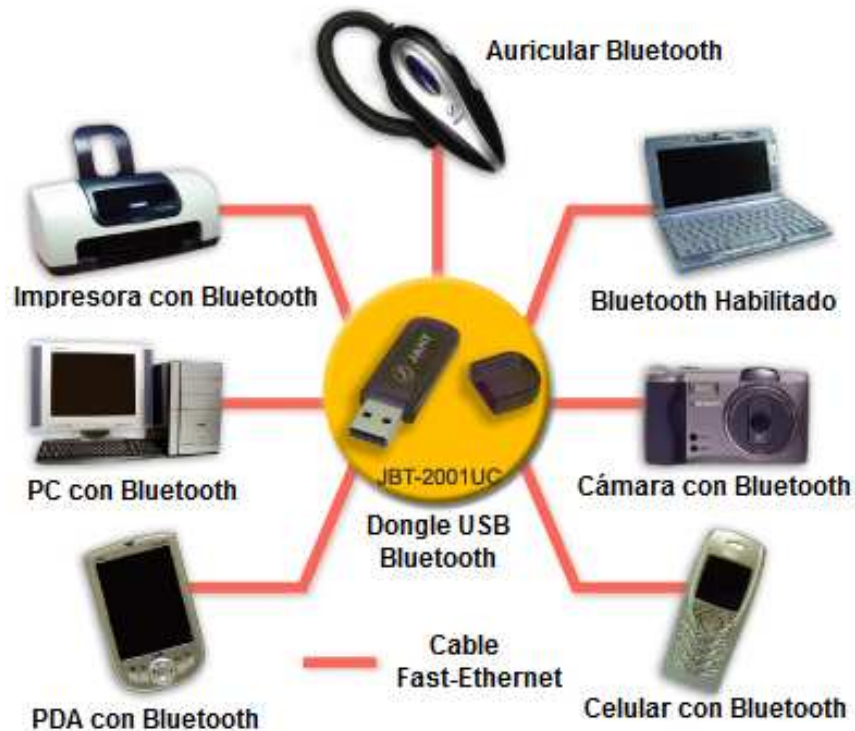 Auricular Bluetooth
Impresora con Bluetooth
Bluetooth Habilitado
JAHT
JBT-2001UC
PC con Bluetooth
Cámara con Bluetooth
Dongle USB
Bluetooth
Cable
Fast-Ethernet
PDA con Bluetooth
Celular con Bluetooth